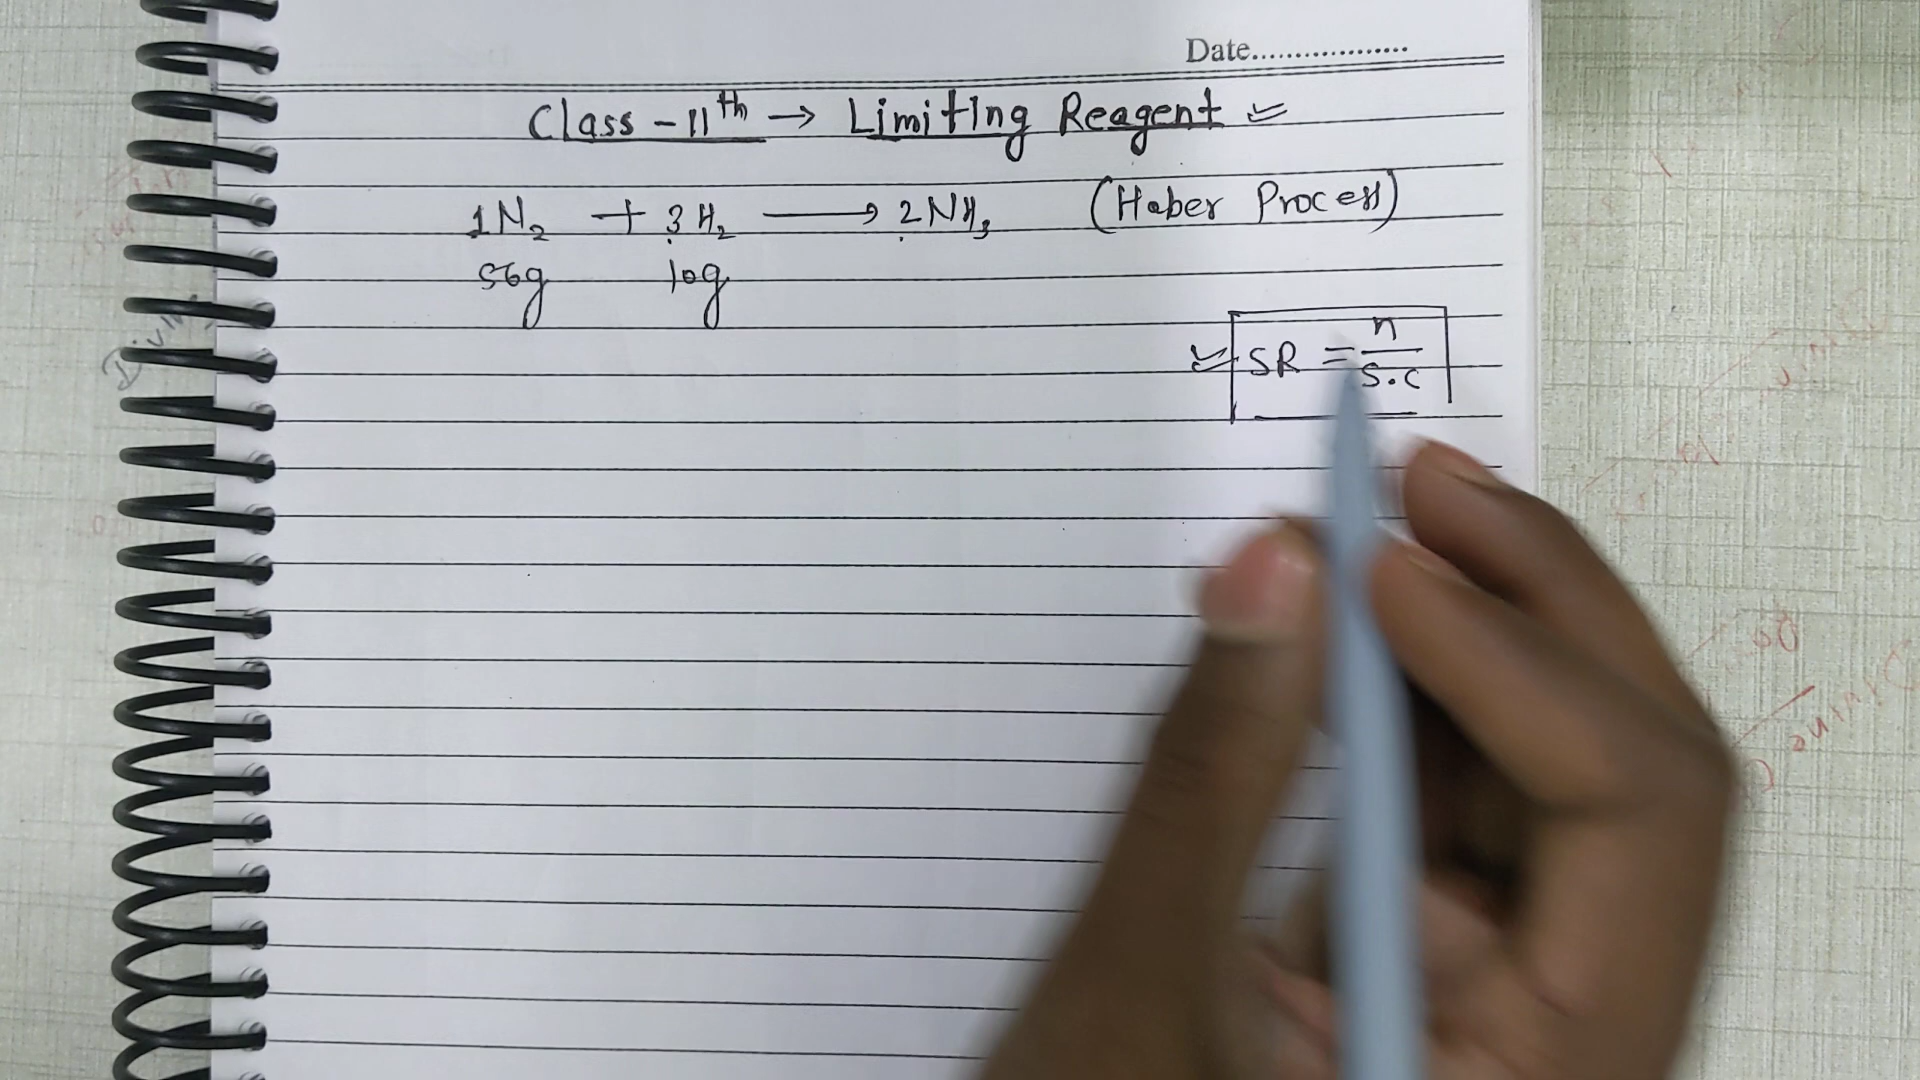 Date..................
Class - 11th → Limiting Reagent
1N₂ + 3H₂ → 2NH₃ (Haber Process)
56g 10g
SR = n/S.C